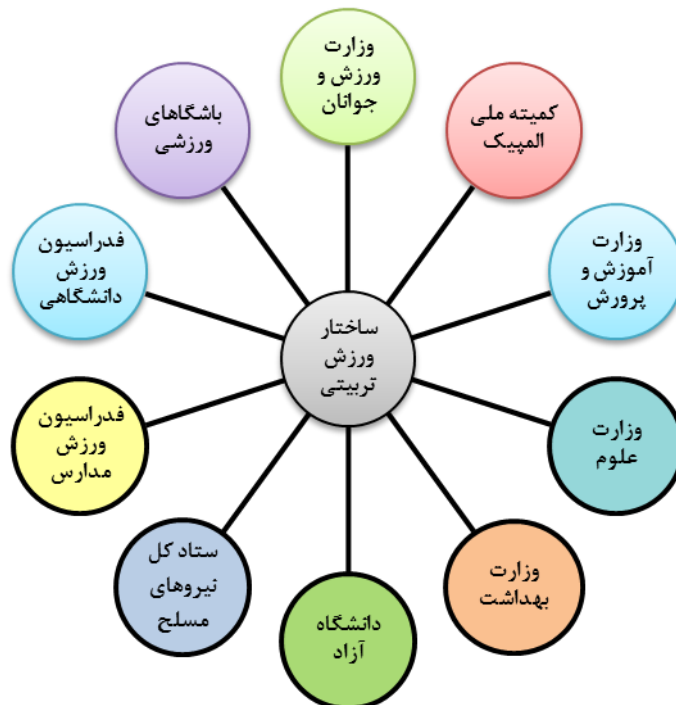 وزارت
ورزش و
جوانان
کمیته ملی
المپیک
وزارت
آموزش و
پرورش
وزارت
علوم
وزارت
بهداشت
دانشگاه
آزاد
ستاد کل
نیروهای
مسلح
فدراسیون
ورزش
مدارس
فدراسیون
ورزش
دانشگاهی
باشگاهای
ورزشی
ساختار
ورزش
تربیتی